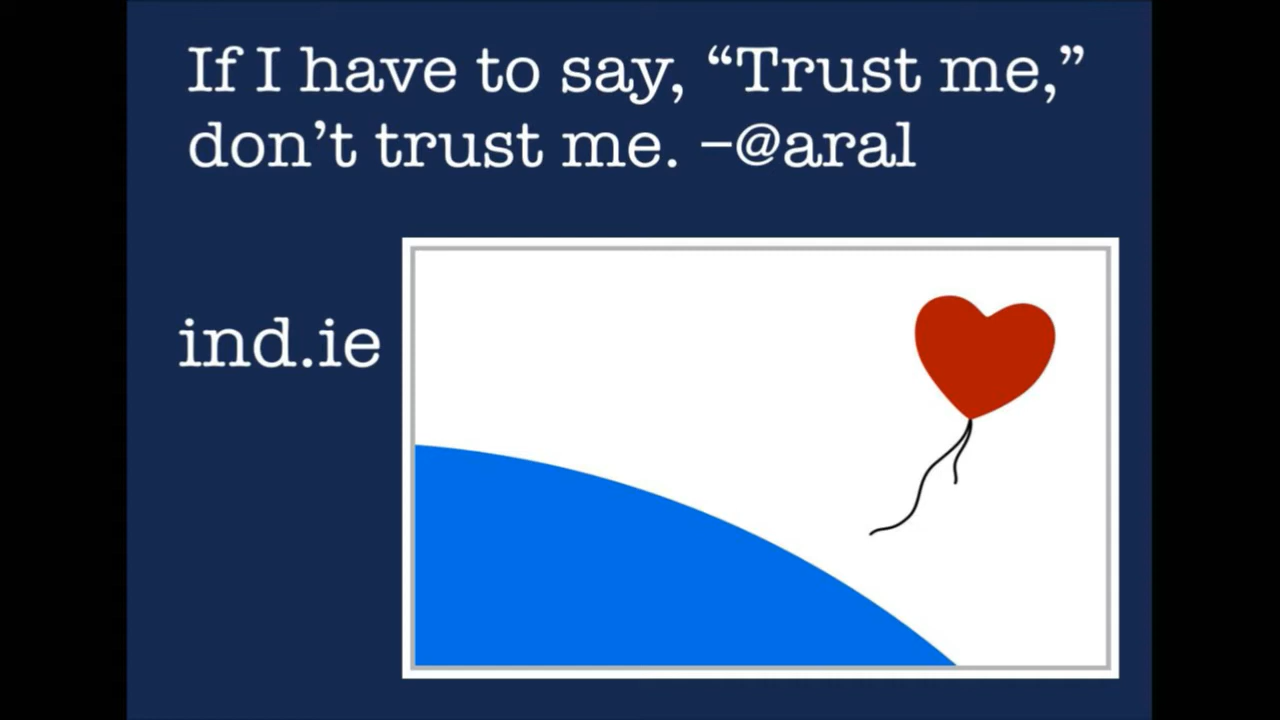 If I have to say, “Trust me,”
don’t trust me. –@aral
ind.ie